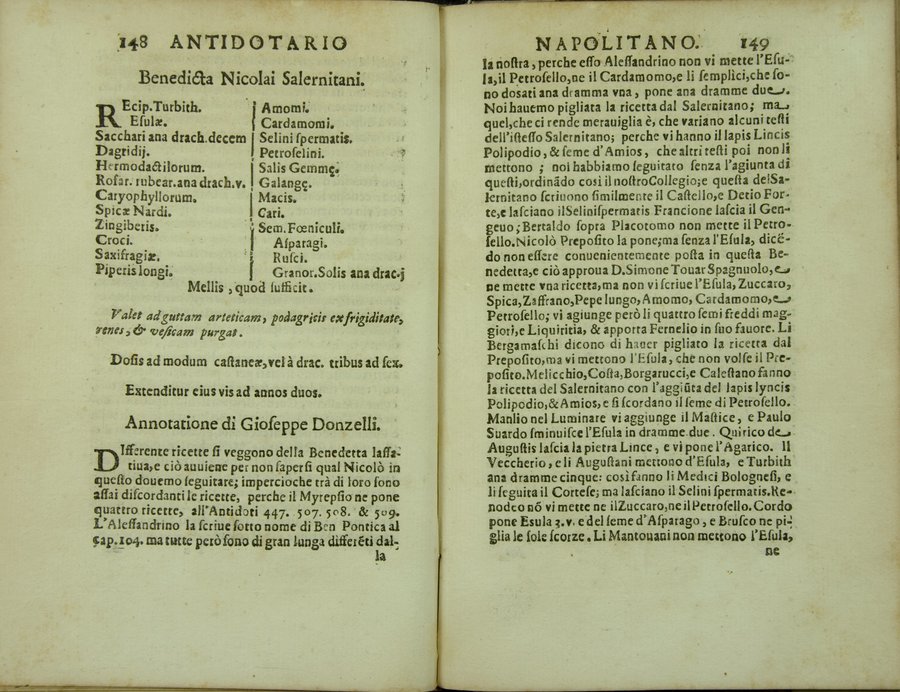 148 ANTIDOTARIO
Benedicta Nicolai Salernitani.
REcip. Turbith.
Eſulæ.
Sacchari ana drach. decem
Dagridij.
Hermodactilorum.
Roſar. rubear. ana drach. v.
Caryophyllorum.
Spicæ Nardi.
Zingiberis.
Croci.
Saxifragiæ.
Piperis longi.
Amomi.
Cardamomi.
Selini ſpermatis.
Petroſelini.
Salis Gemmę.
Galangę.
Macis.
Cari.
Sem. Fœniculi.
Aſparagi.
Ruſci.
Granor. Solis ana drac. j
Mellis, quod ſufficit.
Valet ad guttam arteticam, podagricis ex frigiditate,
renes, & veſicam purgat.
Doſis ad modum caſtaneæ, vel à drac. tribus ad ſex.
Extenditur eius vis ad annos duos.
Annotatione di Gioſeppe Donzelli.
DIfferente ricette ſi veggono della Benedetta laſſa-
tiua, e ciò auuiene per non ſaperſi qual Nicolò in
queſto douemo ſeguitare; impercioche trà di loro ſono
aſſai diſcordanti le ricette, perche il Myrepſio ne pone
quattro ricette, all'Antidoti 447. 507. 508. & 509.
L'Aleſſandrino la ſcriue ſotto nome di Ben Pontica al
cap. 104. ma tutte però ſono di gran lunga differēti dal-
la
NAPOLITANO. 149
la noſtra, perche eſſo Aleſſandrino non vi mette l'Eſu-
la, il Petroſello, ne il Cardamomo, e li ſemplici, che ſo-
no doſati ana dramma vna, pone ana dramme due.
Noi hauemo pigliata la ricetta dal Salernitano; ma
quel, che ci rende merauiglia è, che variano alcuni teſti
dell'iſteſſo Salernitano; perche vi hanno il lapis Lincis
Polipodio, & ſeme d'Amios, che altri teſti poi non li
mettono; noi habbiamo ſeguitato ſenza l'agiunta di
queſti, ordinādo così il noſtro Collegio; e queſta del Sa-
lernitano ſcriuono ſimilmente il Caſtello, e Detio For-
te, e laſciano il Selini ſpermatis Francione laſcia il Gen-
geuo; Bertaldo ſopra Placotomo non mette il Petro-
ſello. Nicolò Prepoſito la pone; ma ſenza l'Eſula, dicē-
do non eſſere conuenientemente poſta in queſta Be-
nedetta, e ciò approua D. Simone Touar Spagnuolo, e
ne mette vna ricetta, ma non vi ſcriue l'Eſula, Zuccaro,
Spica, Zaffrano, Pepe lungo, Amomo, Cardamomo, e
Petroſello; vi agiunge però li quattro ſemi freddi mag-
giori, e Liquiritia, & apporta Fernelio in ſuo fauore. Li
Bergamaſchi dicono di hauer pigliato la ricetta dal
Prepoſito, ma vi mettono l'Eſula, che non volſe il Pre-
poſito. Melicchio, Coſta, Borgarucci, e Caleſtano fanno
la ricetta del Salernitano con l'aggiūta del lapis lyncis
Polipodio, & Amios, e ſi ſcordano il ſeme di Petroſello.
Manlio nel Luminare vi aggiunge il Maſtice, e Paulo
Suardo ſminuiſce l'Eſula in dramme due. Quirico de
Auguſtis laſcia la pietra Lince, e vi pone l'Agarico. Il
Veccherio, e li Auguſtani mettono d'Eſula, e Turbith
ana dramme cinque: così fanno li Medici Bologneſi, e
li ſeguita il Corteſe; ma laſciano il Selini ſpermatis. Re-
nodeo nō vi mette ne il Zuccaro, ne il Petroſello. Cordo
pone Esula ʒ. v. e del ſeme d'Aſparago, e Bruſco ne pi-
glia le ſole ſcorze. Li Mantouani non mettono l'Eſula,
ne